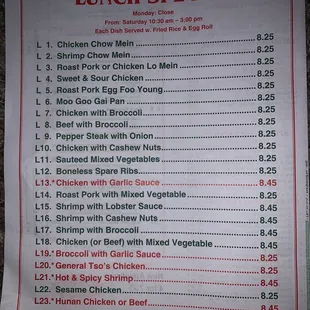 LUNCH
Monday: Close
From: Saturday 10:30 am – 3:00 pm
Each Dish Served w. Fried Rice & Egg Roll
L 1. Chicken Chow Mein 8.25
L 2. Shrimp Chow Mein 8.25
L 3. Roast Pork or Chicken Lo Mein 8.25
L 4. Sweet & Sour Chicken 8.25
L 5. Roast Pork Egg Foo Young 8.25
L 6. Moo Goo Gai Pan 8.25
L 7. Chicken with Broccoli 8.25
L 8. Beef with Broccoli 8.25
L 9. Pepper Steak with Onion 8.25
L10. Chicken with Cashew Nuts 8.25
L11. Sauteed Mixed Vegetables 8.25
L12. Boneless Spare Ribs 8.25
L13.* Chicken with Garlic Sauce 8.45
L14. Roast Pork with Mixed Vegetable 8.25
L15. Shrimp with Lobster Sauce 8.45
L16. Shrimp with Cashew Nuts 8.45
L17. Shrimp with Broccoli 8.45
L18. Chicken (or Beef) with Mixed Vegetable 8.45
L19.* Broccoli with Garlic Sauce 8.25
L20.* General Tso's Chicken 8.25
L21.* Hot & Spicy Shrimp 8.45
L22. Sesame Chicken 8.25
L23.* Hunan Chicken or Beef 8.45